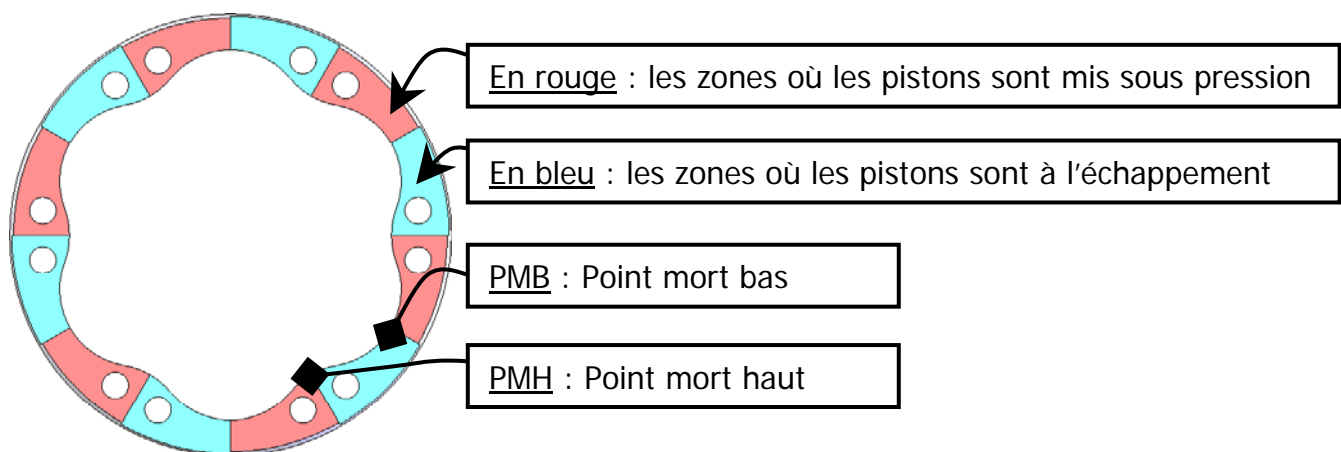 En rouge : les zones où les pistons sont mis sous pression
En bleu : les zones où les pistons sont à l'échappement
PMB : Point mort bas
PMH : Point mort haut